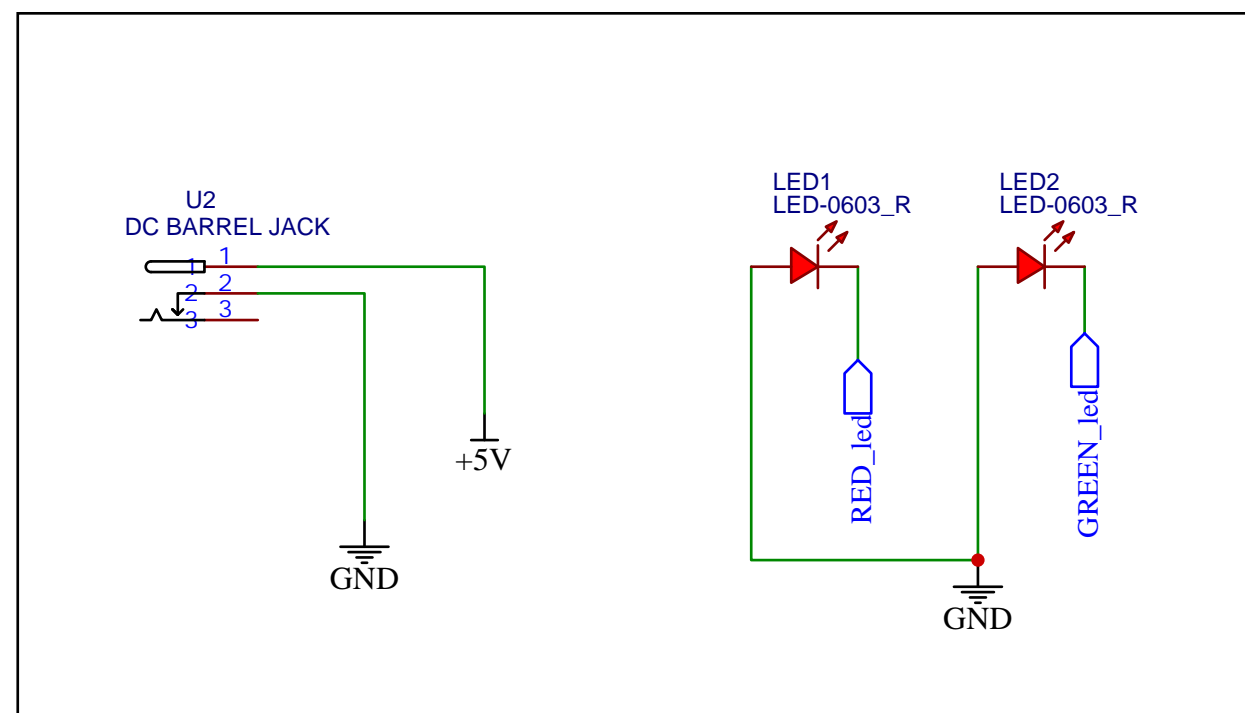 U2
DC BARREL JACK
1 1
2 2
3 3
+5V
GND
LED1
LED-0603_R
RED_led
LED2
LED-0603_R
GREEN_led
GND